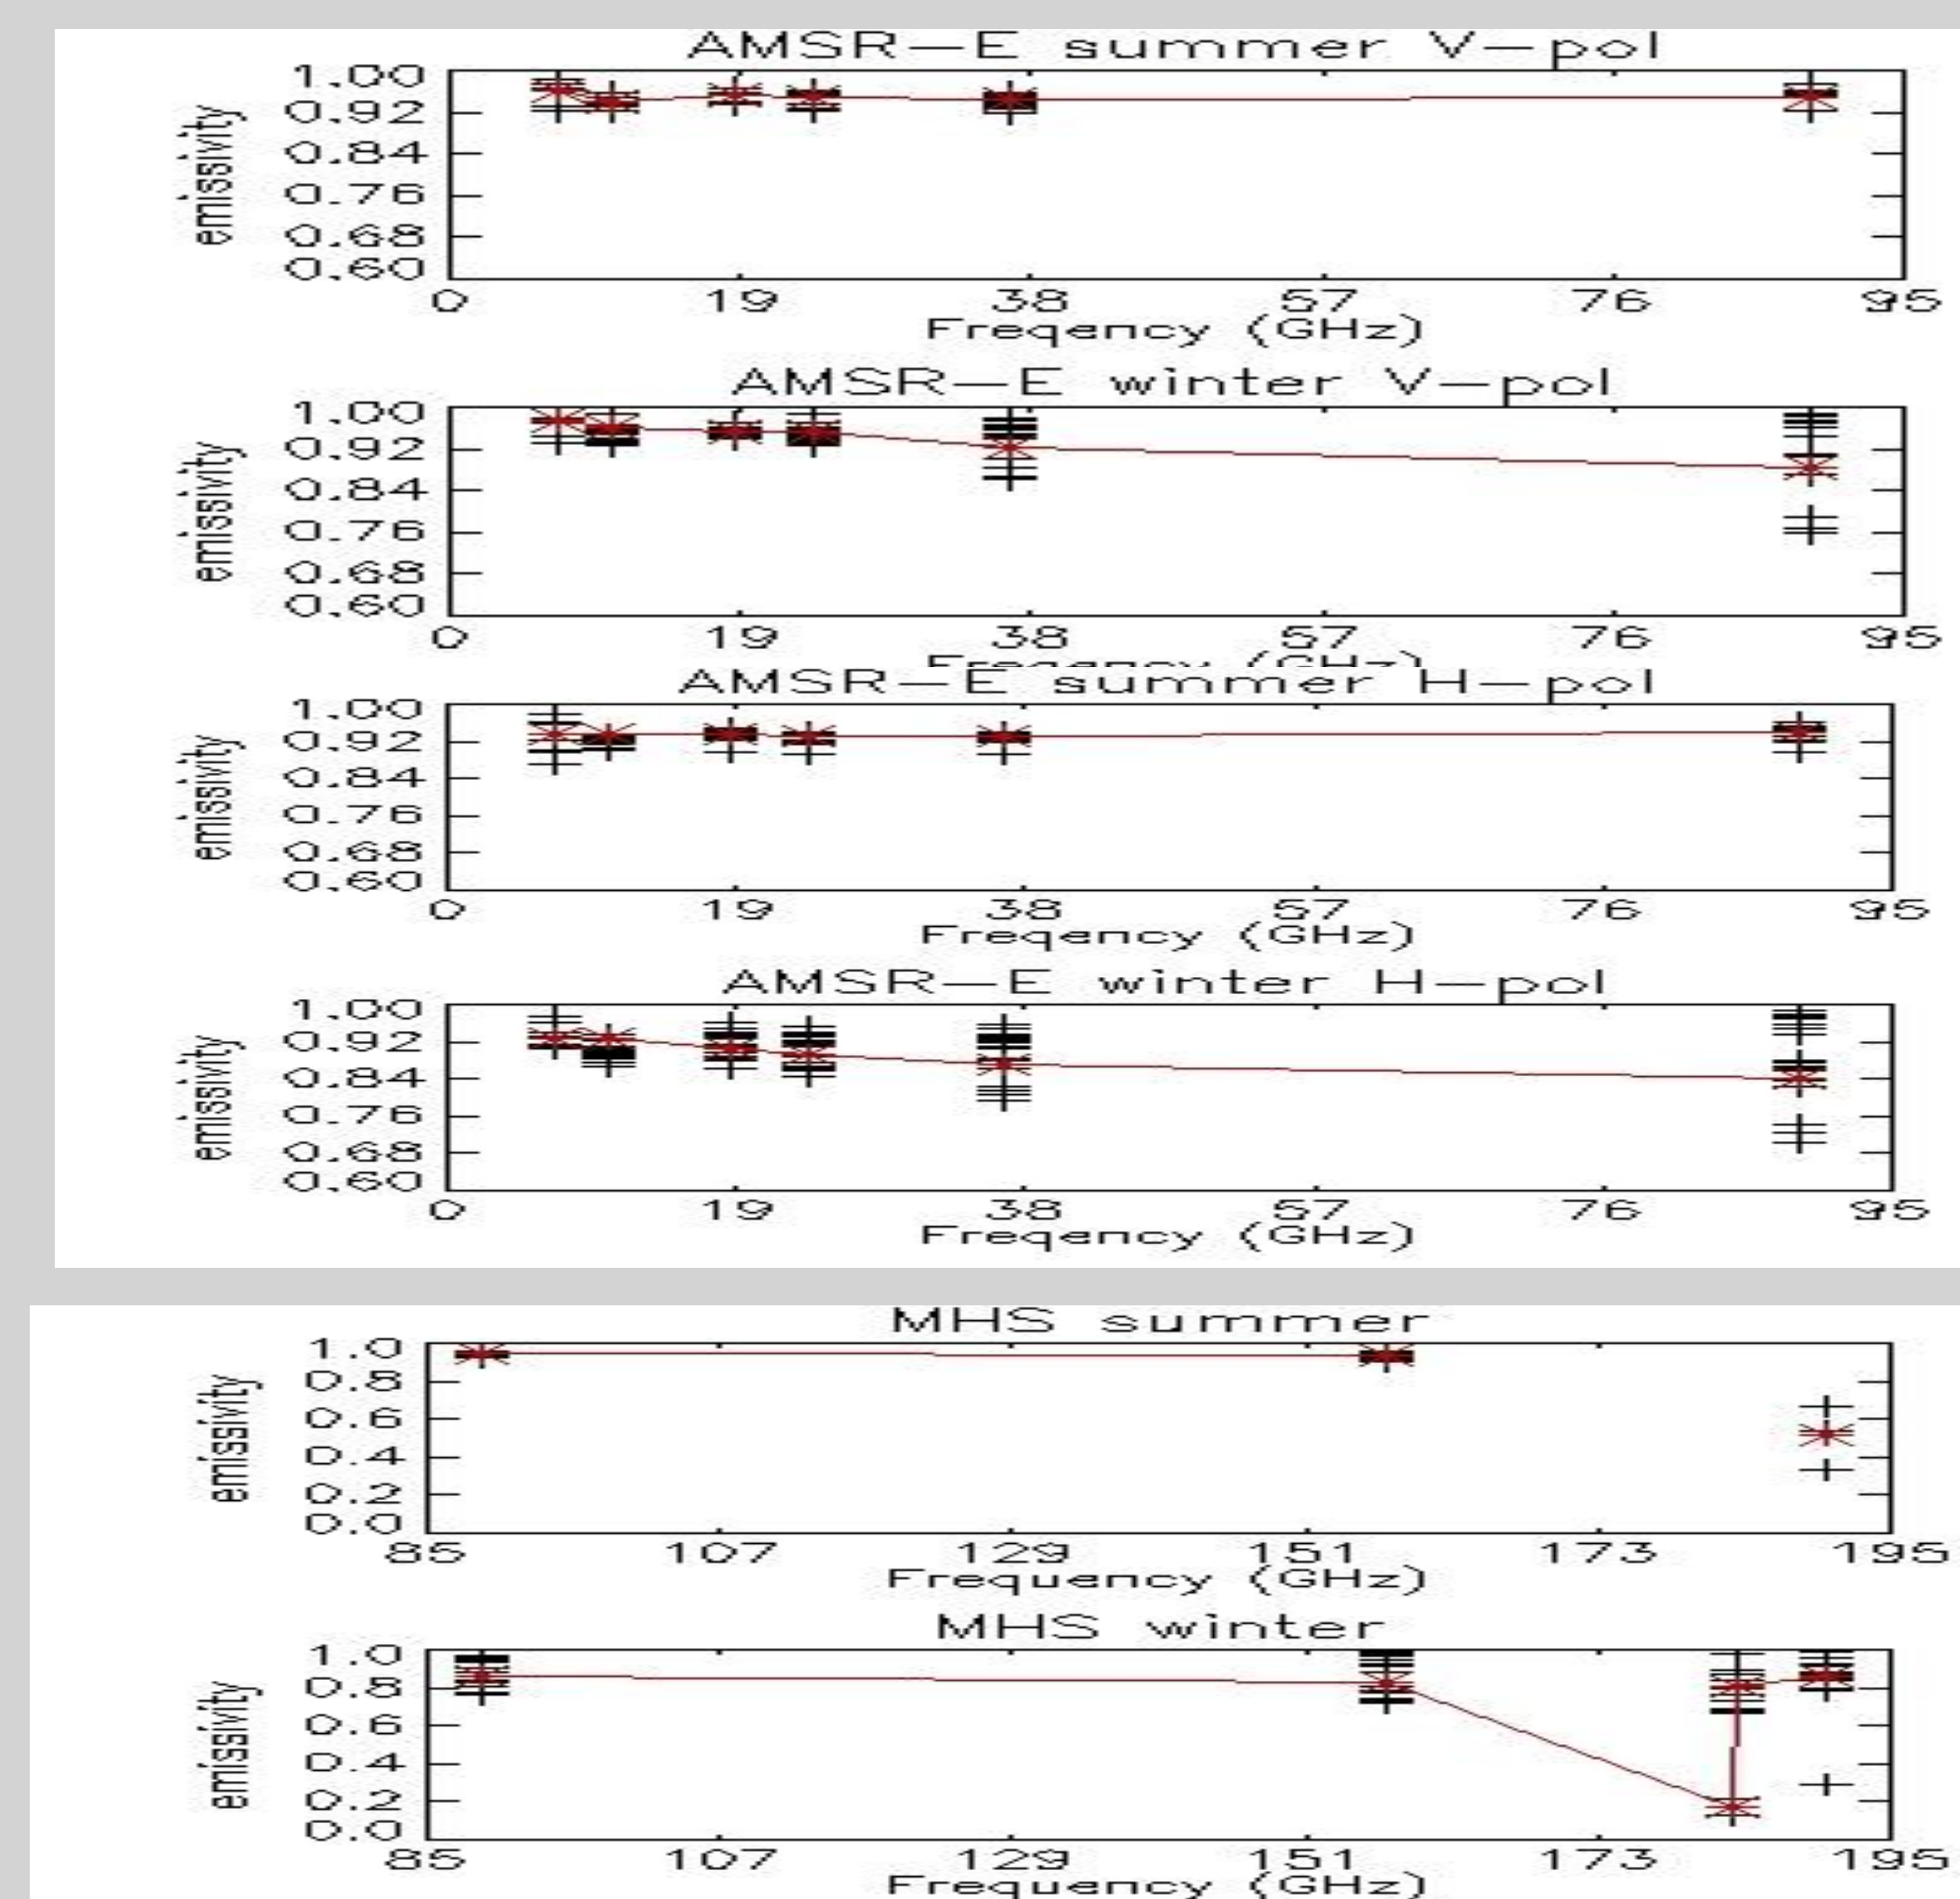 AMSR-E summer V-pol
1.00
0.92
0.84
0.76
0.68
0.60
emissivity
0 19 38 57 76 95
Freqency (GHz)
AMSR-E winter V-pol
1.00
0.92
0.84
0.76
0.68
0.60
emissivity
0 19 38 57 76 95
Freqency (GHz)
AMSR-E summer H-pol
1.00
0.92
0.84
0.76
0.68
0.60
emissivity
0 19 38 57 76 95
Freqency (GHz)
AMSR-E winter H-pol
1.00
0.92
0.84
0.76
0.68
0.60
emissivity
0 19 38 57 76 95
Freqency (GHz)
MHS summer
1.0
0.8
0.6
0.4
0.2
0.0
emissivity
85 107 129 151 173 195
Frequency (GHz)
MHS winter
1.0
0.8
0.6
0.4
0.2
0.0
emissivity
85 107 129 151 173 195
Frequency (GHz)